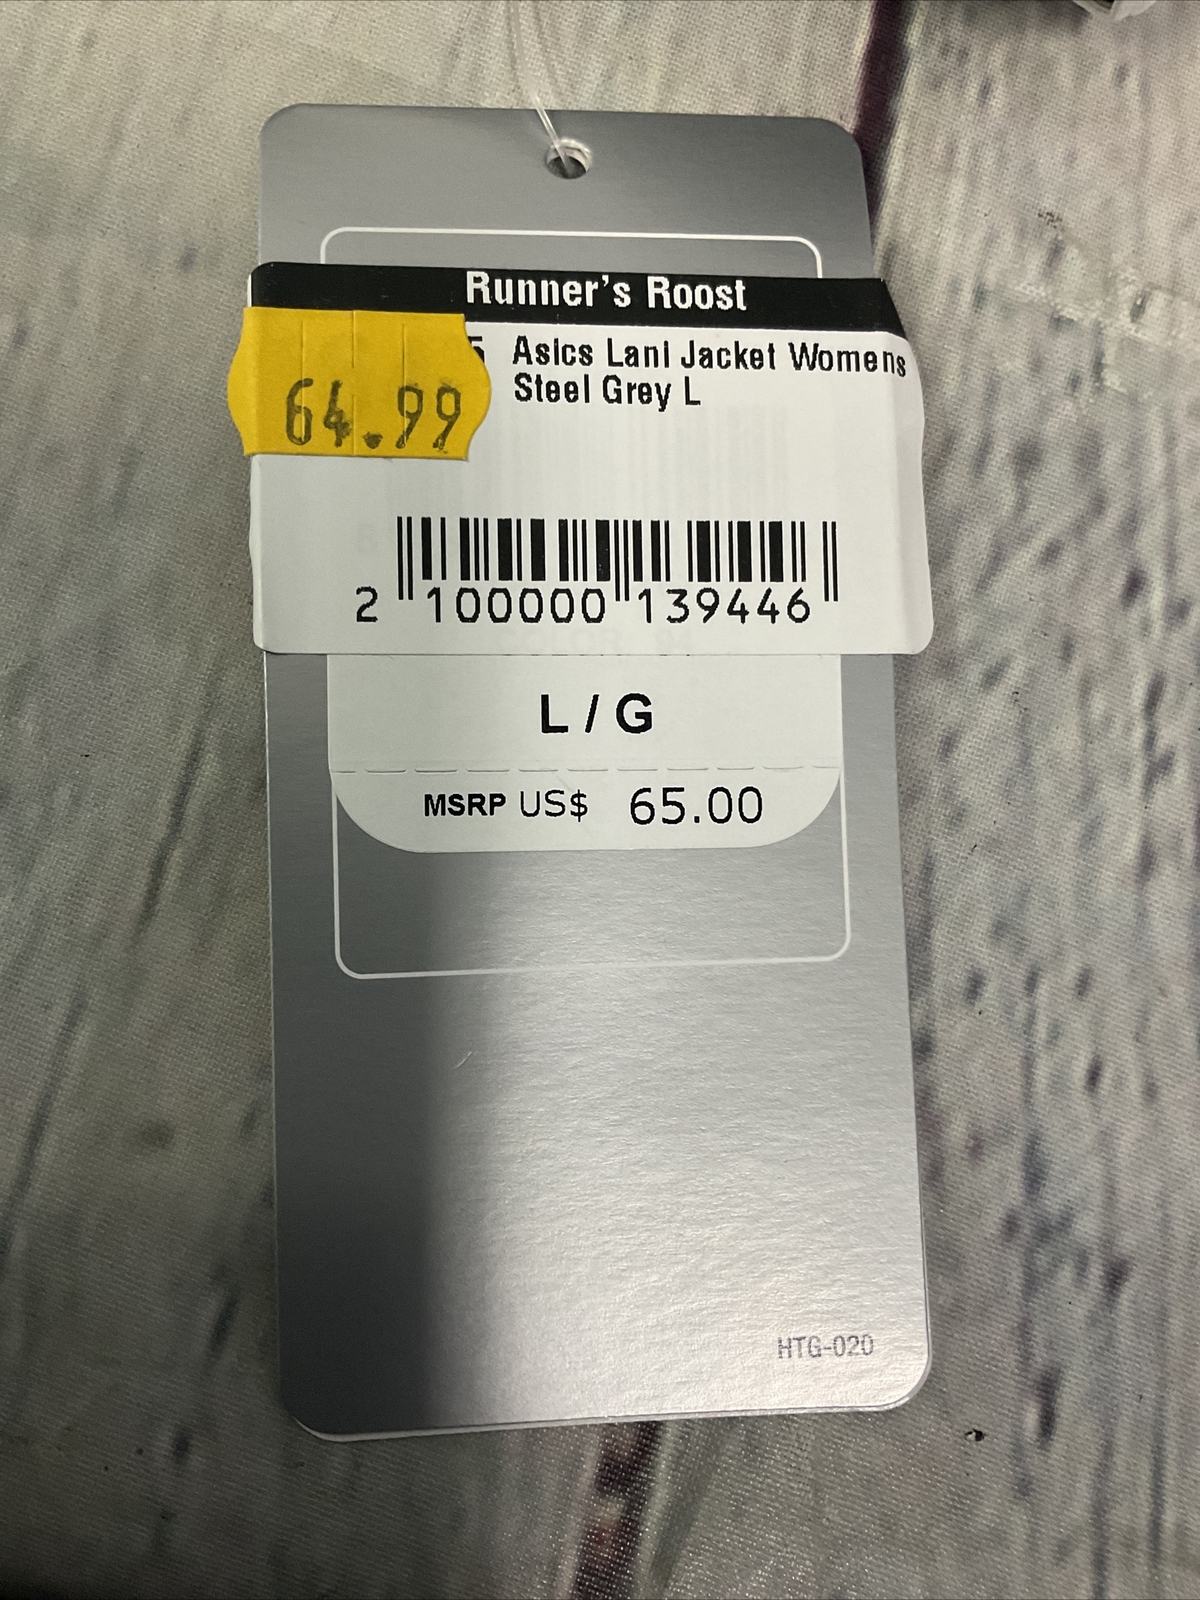 Runner's Roost
5 Asics Lani Jacket Womens
Steel Grey L
64.99
2 100000 139446
L / G
MSRP US$ 65.00
HTG-020